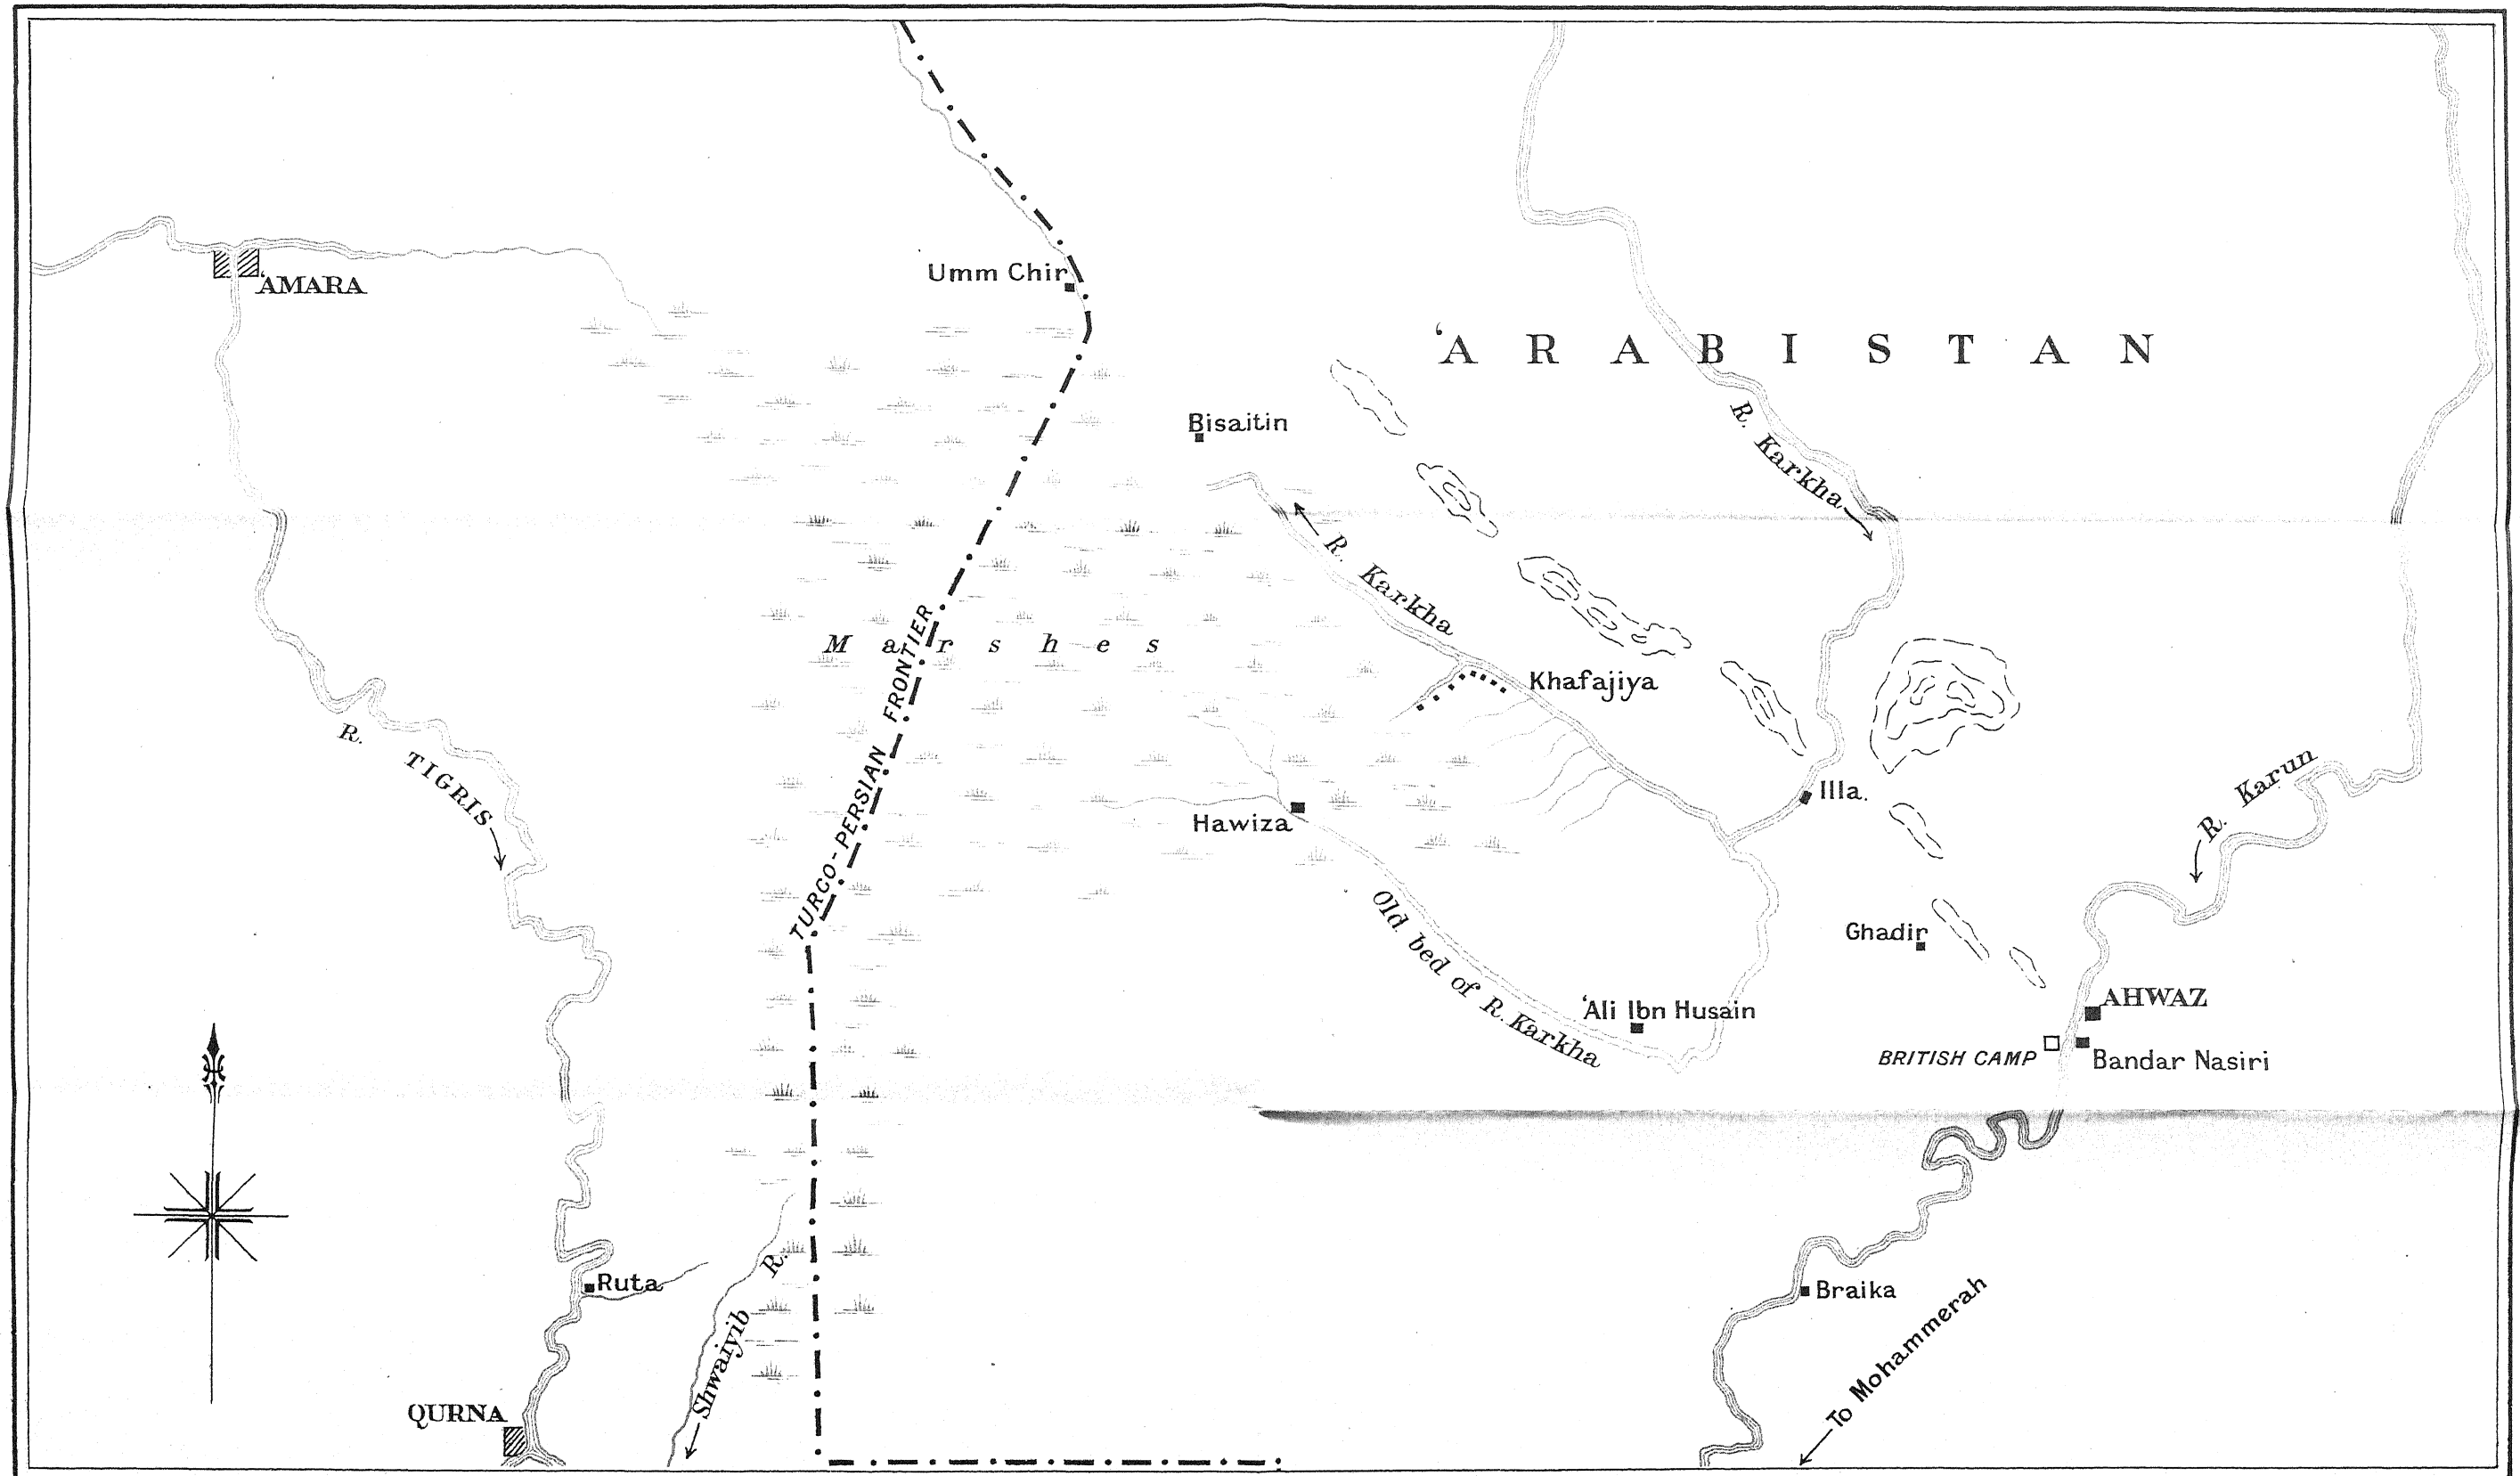 ‘AMARA
Umm Chir
‘ARABISTAN
Bisaitin
R. Karkha
R. Karkha
Marshes
TURCO-PERSIAN FRONTIER
Khafajiya
R. TIGRIS
Illa.
R. Karun
Hawiza
Old bed of R. Karkha
Ghadir
‘Ali Ibn Husain
AHWAZ
BRITISH CAMP
Bandar Nasiri
Ruta
Shwaiyib R.
Braika
To Mohammerah
QURNA